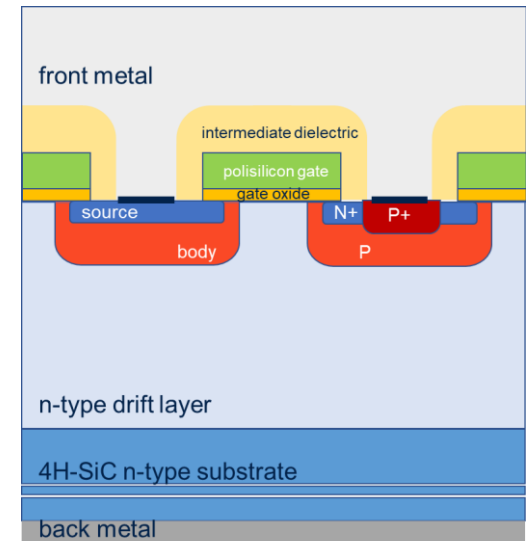 front metal
intermediate dielectric
polisilicon gate
gate oxide
source
N+
P+
body
P
n-type drift layer
4H-SiC n-type substrate
back metal